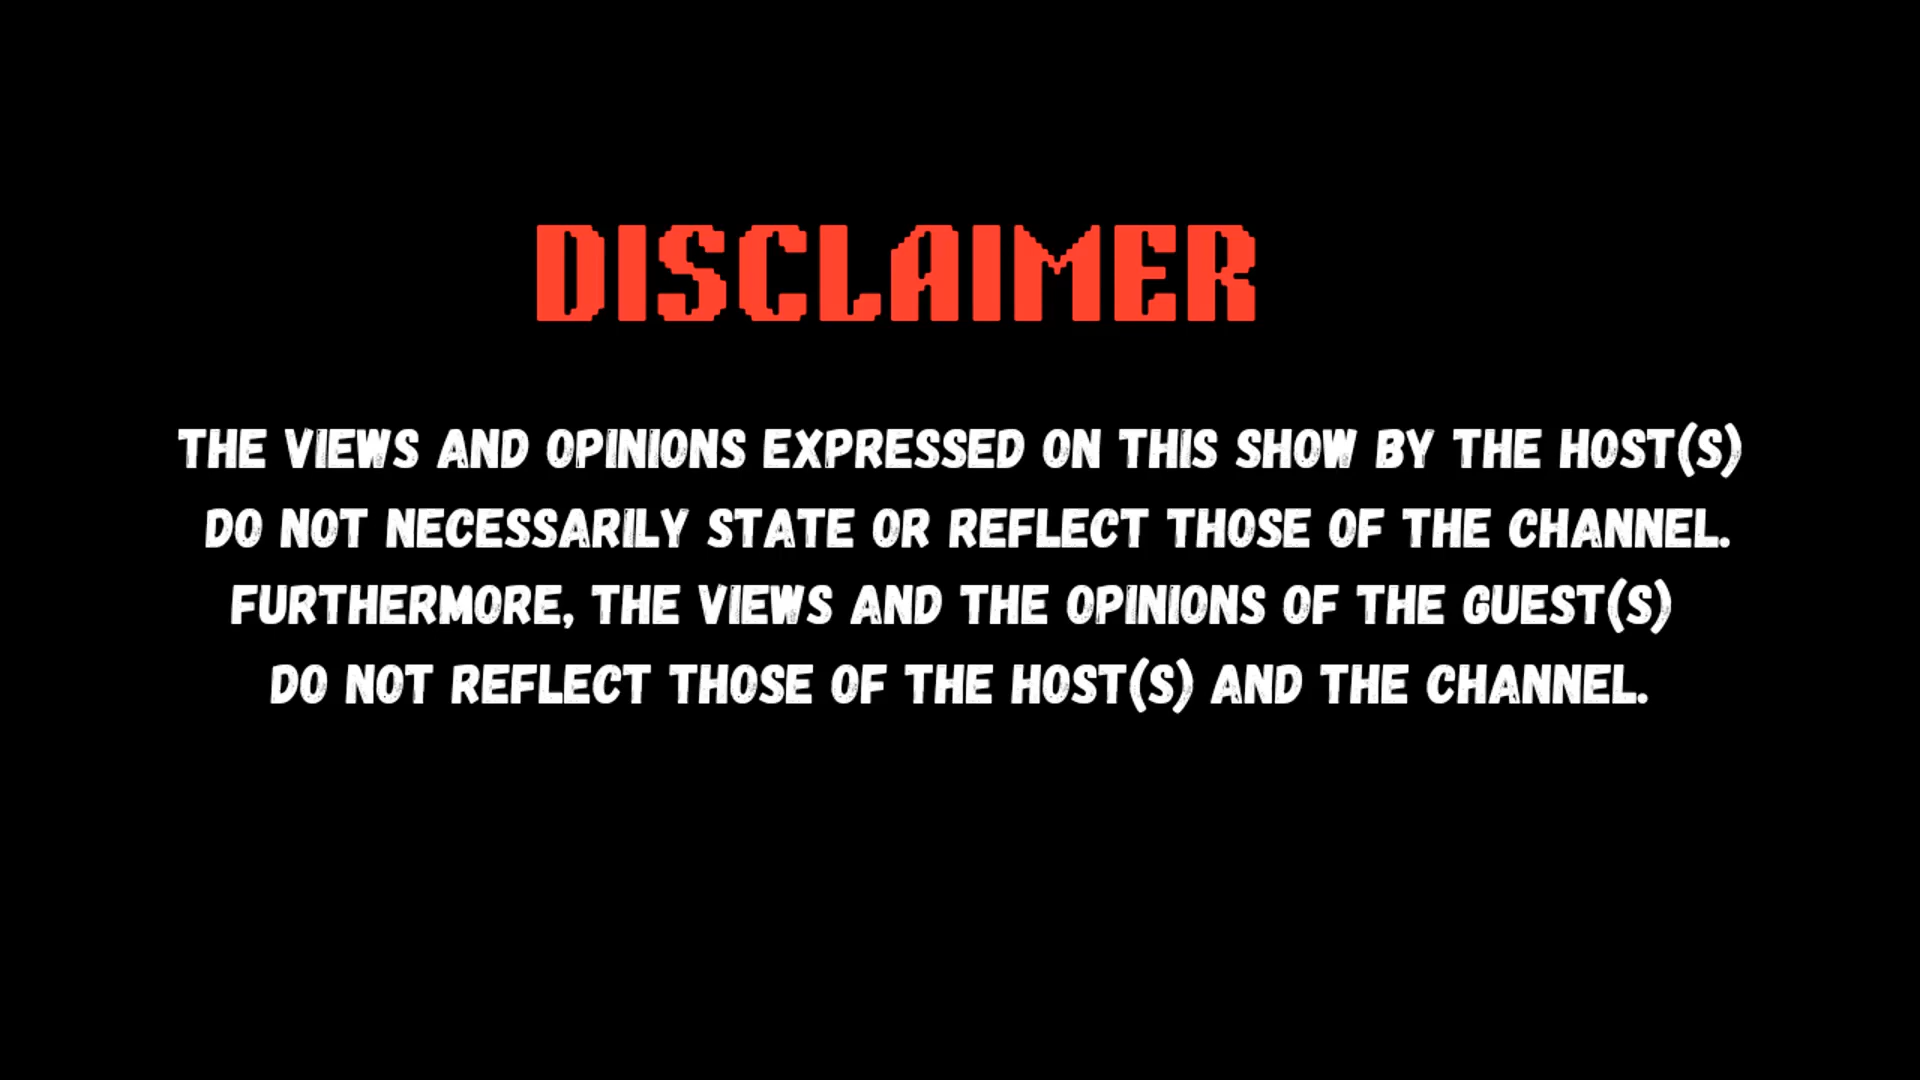 DISCLAIMER
THE VIEWS AND OPINIONS EXPRESSED ON THIS SHOW BY THE HOST(S)
DO NOT NECESSARILY STATE OR REFLECT THOSE OF THE CHANNEL.
FURTHERMORE, THE VIEWS AND THE OPINIONS OF THE GUEST(S)
DO NOT REFLECT THOSE OF THE HOST(S) AND THE CHANNEL.